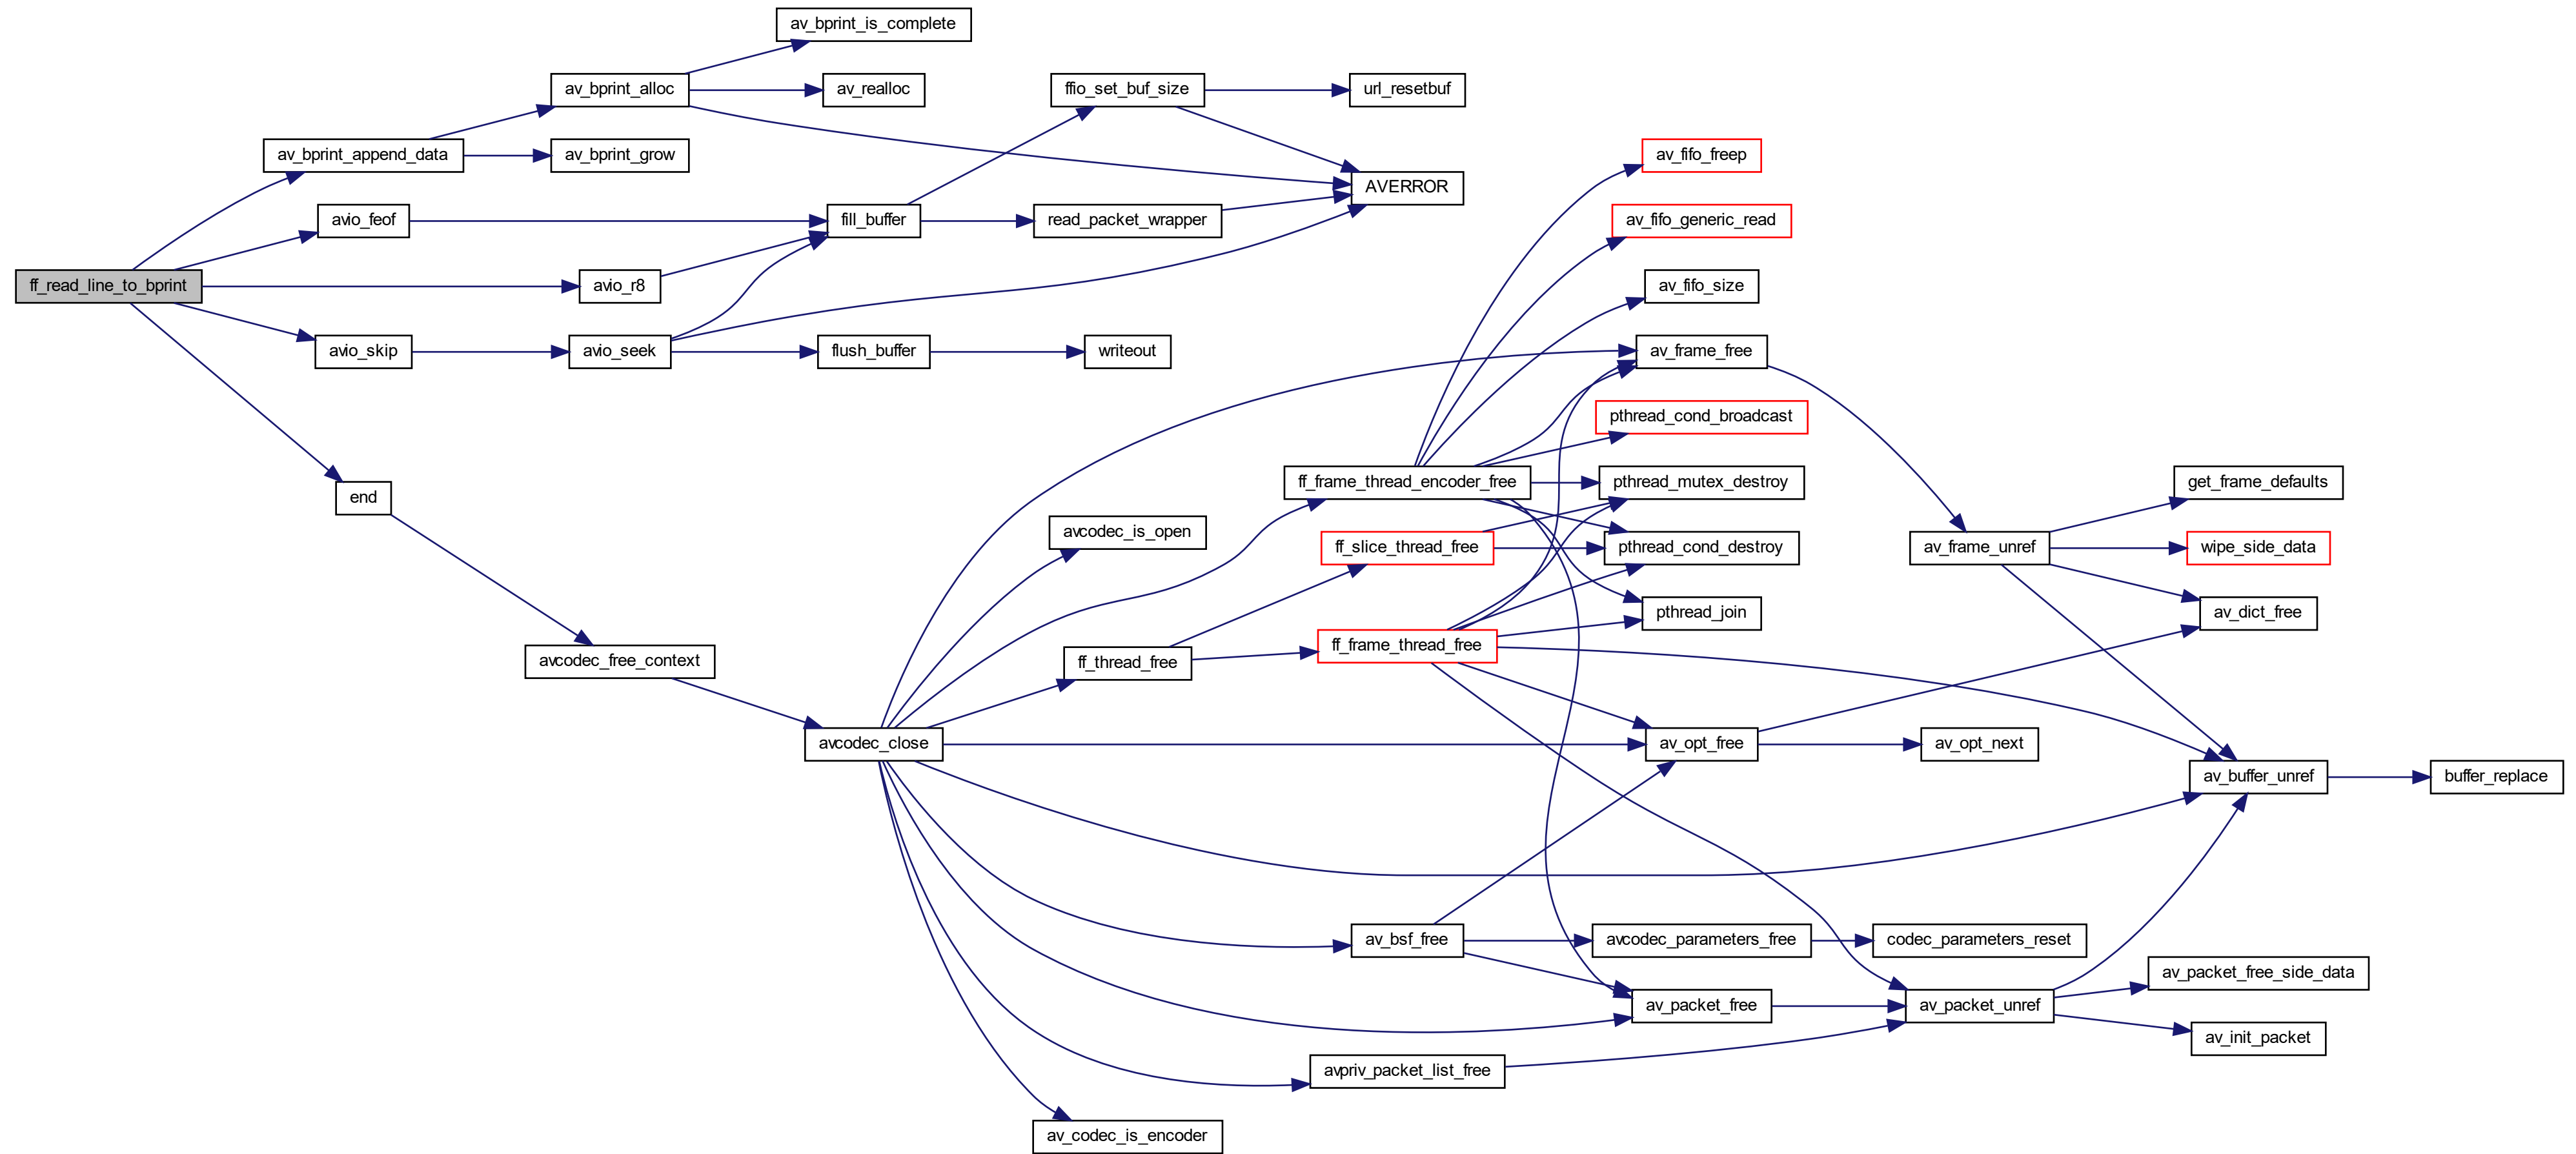 av_bprint_is_complete
av_bprint_alloc
av_realloc
ffio_set_buf_size
url_resetbuf
av_bprint_append_data
av_bprint_grow
av_fifo_freep
AVERROR
avio_feof
fill_buffer
read_packet_wrapper
av_fifo_generic_read
ff_read_line_to_bprint
avio_r8
av_fifo_size
avio_skip
avio_seek
flush_buffer
writeout
av_frame_free
pthread_cond_broadcast
end
ff_frame_thread_encoder_free
pthread_mutex_destroy
get_frame_defaults
avcodec_is_open
ff_slice_thread_free
pthread_cond_destroy
av_frame_unref
wipe_side_data
pthread_join
av_dict_free
avcodec_free_context
ff_thread_free
ff_frame_thread_free
avcodec_close
av_opt_free
av_opt_next
av_buffer_unref
buffer_replace
av_bsf_free
avcodec_parameters_free
codec_parameters_reset
av_packet_free_side_data
av_packet_free
av_packet_unref
av_init_packet
avpriv_packet_list_free
av_codec_is_encoder